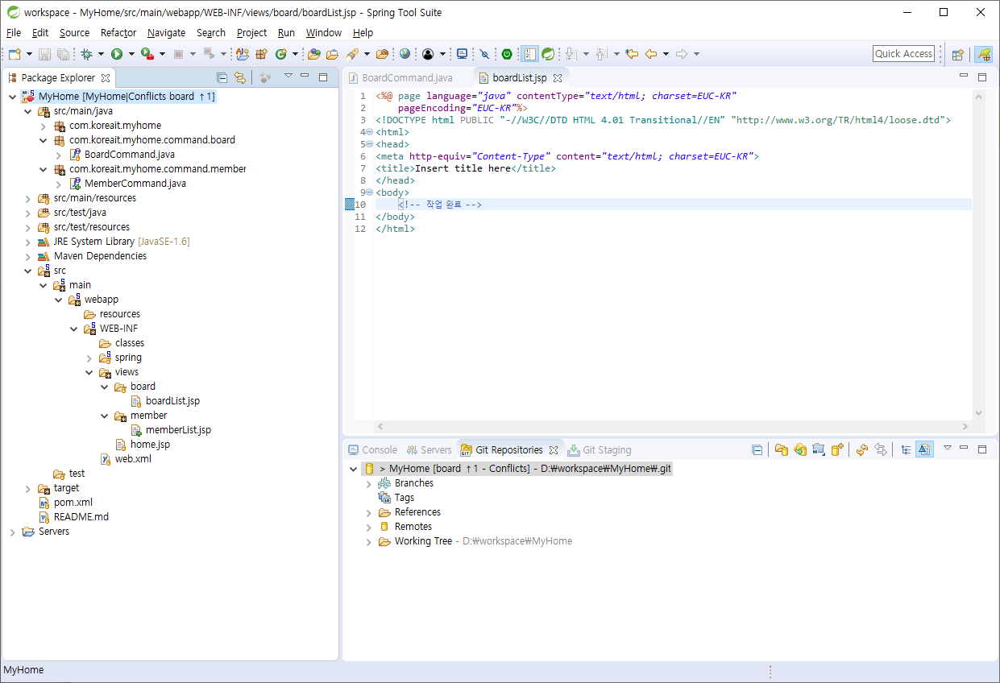 workspace - MyHome/src/main/webapp/WEB-INF/views/board/boardList.jsp - Spring Tool Suite
File Edit Source Refactor Navigate Search Project Run Window Help
Quick Access
Package Explorer
MyHome [MyHome|Conflicts board ↑1]
src/main/java
com.koreait.myhome
com.koreait.myhome.command.board
BoardCommand.java
com.koreait.myhome.command.member
MemberCommand.java
src/main/resources
src/test/java
src/test/resources
JRE System Library [JavaSE-1.6]
Maven Dependencies
src
main
webapp
resources
WEB-INF
classes
spring
views
board
boardList.jsp
member
memberList.jsp
home.jsp
web.xml
test
target
pom.xml
README.md
Servers
BoardCommand.java boardList.jsp
1 <%@ page language="java" contentType="text/html; charset=EUC-KR"
2 pageEncoding="EUC-KR"%>
3 <!DOCTYPE html PUBLIC "-//W3C//DTD HTML 4.01 Transitional//EN" "http://www.w3.org/TR/html4/loose.dtd">
4 <html>
5 <head>
6 <meta http-equiv="Content-Type" content="text/html; charset=EUC-KR">
7 <title>Insert title here</title>
8 </head>
9 <body>
10 <!-- 작업 완료 -->
11 </body>
12 </html>
Console Servers Git Repositories Git Staging
> MyHome [board ↑1 - Conflicts] - D:₩workspace₩MyHome₩.git
Branches
Tags
References
Remotes
Working Tree - D:₩workspace₩MyHome
MyHome